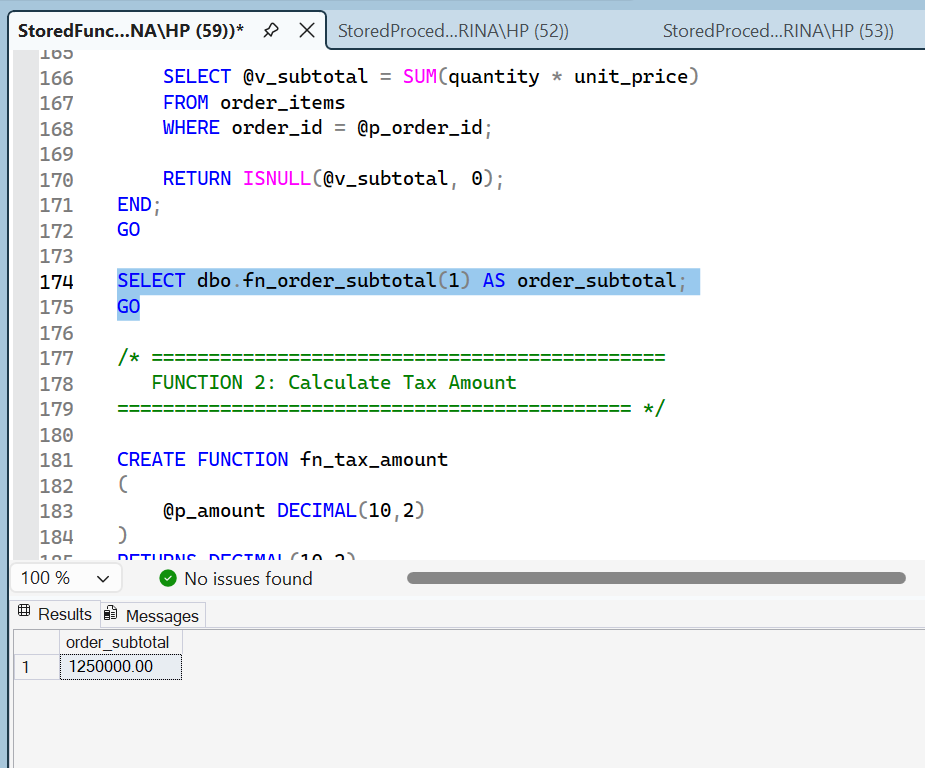 StoredFunc...NA\HP (59))*
StoredProced...RINA\HP (52))
StoredProced...RINA\HP (53))
165
166 SELECT @v_subtotal = SUM(quantity * unit_price)
167 FROM order_items
168 WHERE order_id = @p_order_id;
169
170 RETURN ISNULL(@v_subtotal, 0);
171 END;
172 GO
173
174 SELECT dbo.fn_order_subtotal(1) AS order_subtotal;
175 GO
176
177 /* =============================================
178 FUNCTION 2: Calculate Tax Amount
179 ============================================= */
180
181 CREATE FUNCTION fn_tax_amount
182 (
183 @p_amount DECIMAL(10,2)
184 )
185 RETURNS DECIMAL(10,2)
100 %
No issues found
Results
Messages
order_subtotal
1 1250000.00